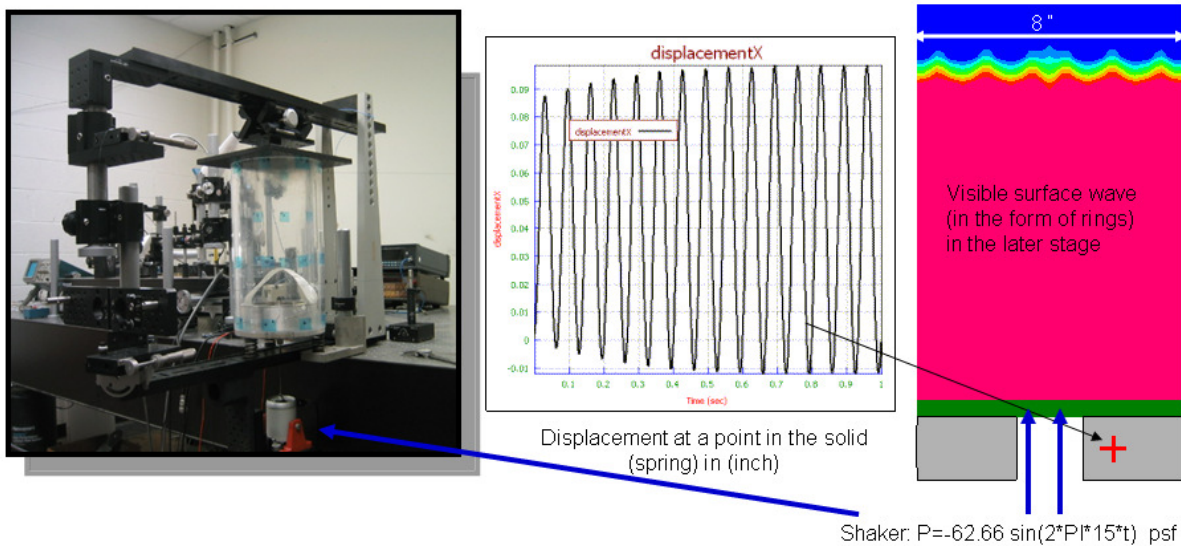 displacementX
0.09
0.08
0.07
0.06
0.05
0.04
0.03
0.02
0.01
0
-0.01
displacementX
displacementX
0.1
0.2
0.3
0.4
0.5
0.6
0.7
0.8
0.9
1
Time (sec)
Displacement at a point in the solid
(spring) in (inch)
8 "
Visible surface wave
(in the form of rings)
in the later stage
Shaker: P=-62.66 sin(2*PI*15*t) psf